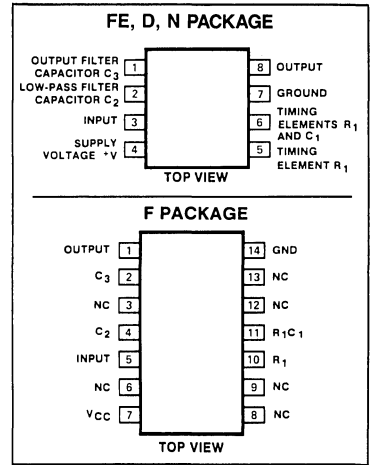 FE, D, N PACKAGE
OUTPUT FILTER
CAPACITOR C3
1
8
OUTPUT
LOW-PASS FILTER
CAPACITOR C2
2
7
GROUND
INPUT
3
6
TIMING
ELEMENTS R1
AND C1
SUPPLY
VOLTAGE +V
4
5
TIMING
ELEMENT R1
TOP VIEW
F PACKAGE
OUTPUT 1 14 GND
C3 2 13 NC
NC 3 12 NC
C2 4 11 R1C1
INPUT 5 10 R1
NC 6 9 NC
VCC 7 8 NC
TOP VIEW